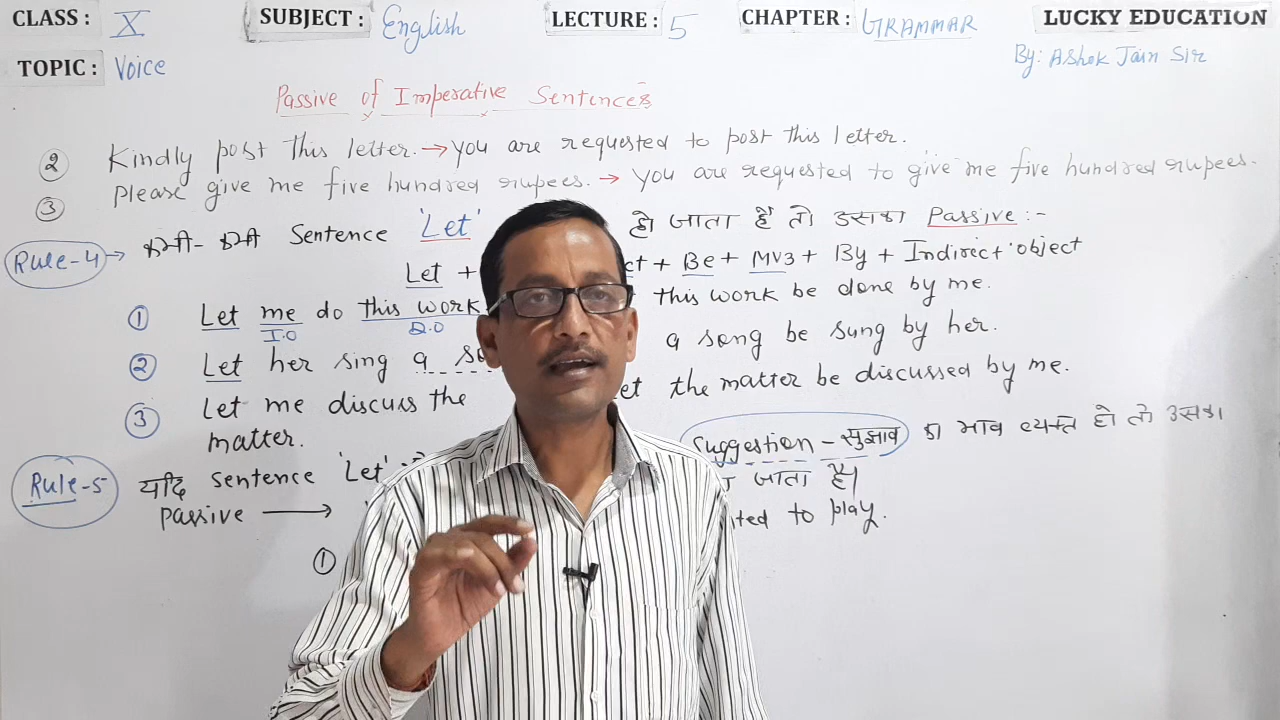 CLASS : X SUBJECT : English LECTURE : 5 CHAPTER : GRAMMAR LUCKY EDUCATION
TOPIC : Voice By: Ashok Jain Sir
Passive of Imperative Sentences
② Kindly post this letter. → you are requested to post this letter.
③ Please give me five hundred rupees. → you are requested to give me five hundred rupees.
Rule-4 → कभी-कभी Sentence 'Let' हो जाता है तो उसका Passive :-
Let + ct + Be + MV3 + By + Indirect object
① Let me do this work this work be done by me.
I.O D.O
② Let her sing a so a song be sung by her.
③ Let me discuss the et the matter be discussed by me.
matter.
Rule-5 यदि sentence 'Let' Suggestion - सुझाव का भाव व्यक्त हो तो उसका
Passive → जाता है।
ted to play.
①